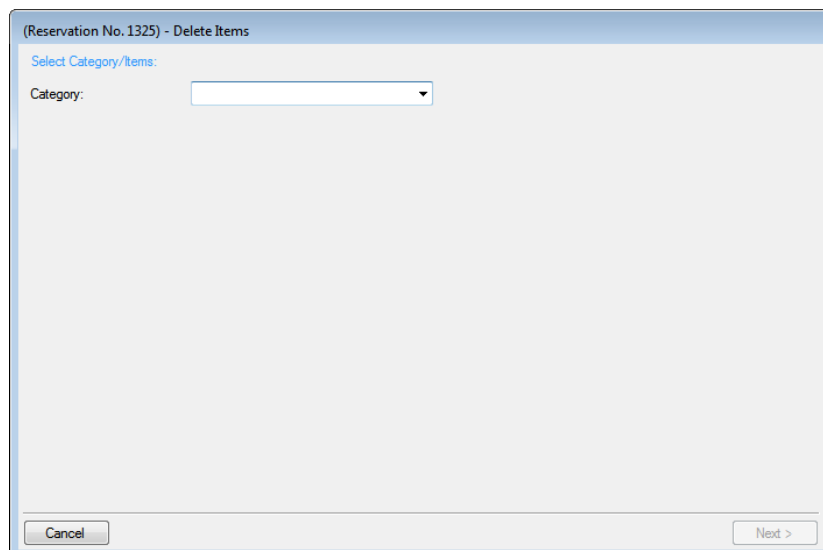 (Reservation No. 1325) - Delete Items
Select Category/Items:
Category:
Cancel
Next >